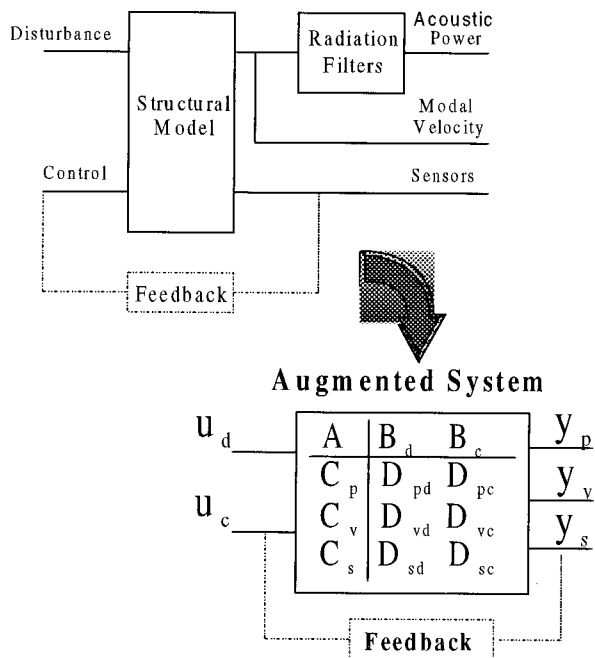 Disturbance
Structural
Model
Radiation
Filters
Acoustic
Power
Modal
Velocity
Control
Sensors
Feedback
Augmented System
u_d
u_c
A B_d B_c
C_p D_pd D_pc
C_v D_vd D_vc
C_s D_sd D_sc
y_p
y_v
y_s
Feedback